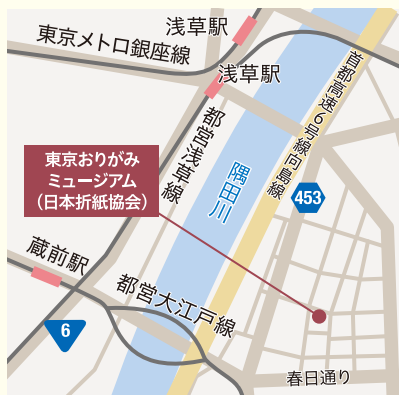 浅草駅
東京メトロ銀座線
浅草駅
首都高速6号線向島線
都営浅草線
東京おりがみ
ミュージアム
(日本折紙協会)
隅田川
453
蔵前駅
都営大江戸線
6
春日通り